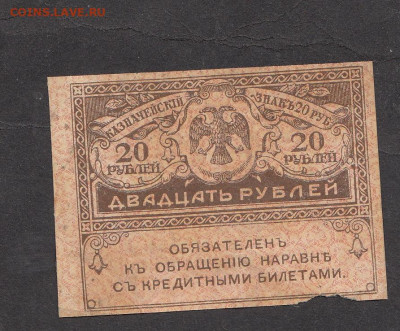 COINS.LAVE.RU
КАЗНАЧЕЙСКІЙ ЗНАКЪ 20 РУБ.
20 20
РУБЛЕЙ РУБЛЕЙ
ДВАДЦАТЬ РУБЛЕЙ
ОБЯЗАТЕЛЕНЪ
КЪ ОБРАЩЕНІЮ НАРАВНѢ
СЪ КРЕДИТНЫМИ БИЛЕТАМИ.